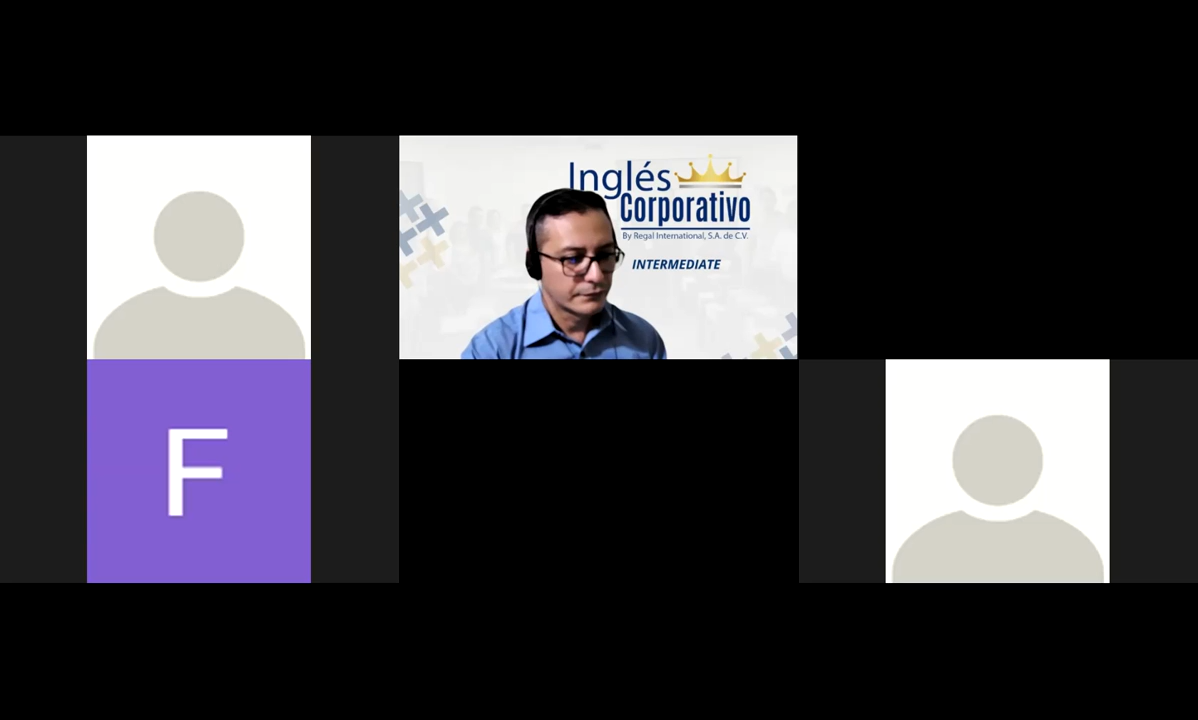 Inglés
Corporativo
By Regal International, S.A. de C.V.
INTERMEDIATE
F